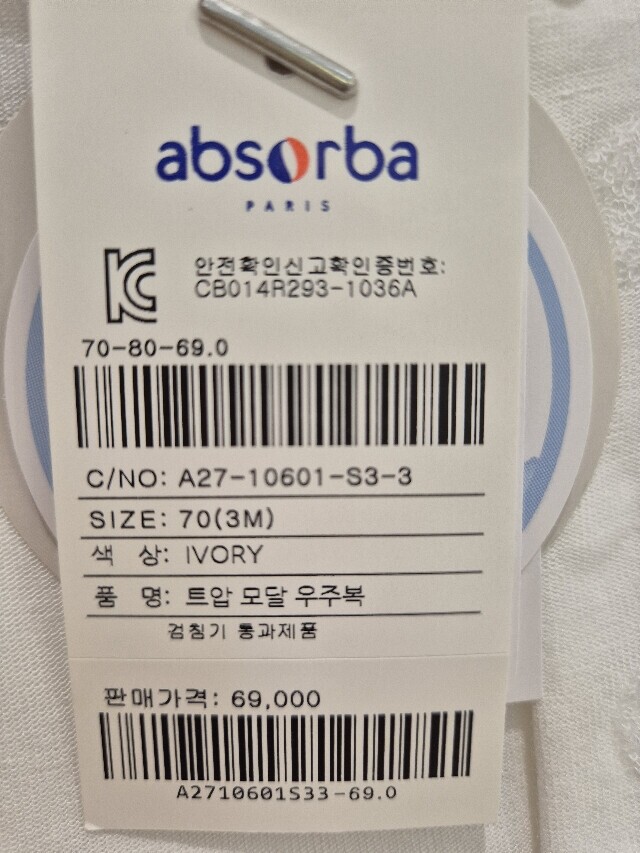 absorba
PARIS
안전확인신고확인증번호:
CB014R293-1036A
70-80-69.0
C/NO: A27-10601-S3-3
SIZE: 70(3M)
色 상: IVORY
품 명: 트압 모달 우주복
검침기 통과제품
판매가격: 69,000
A2710601S33-69.0